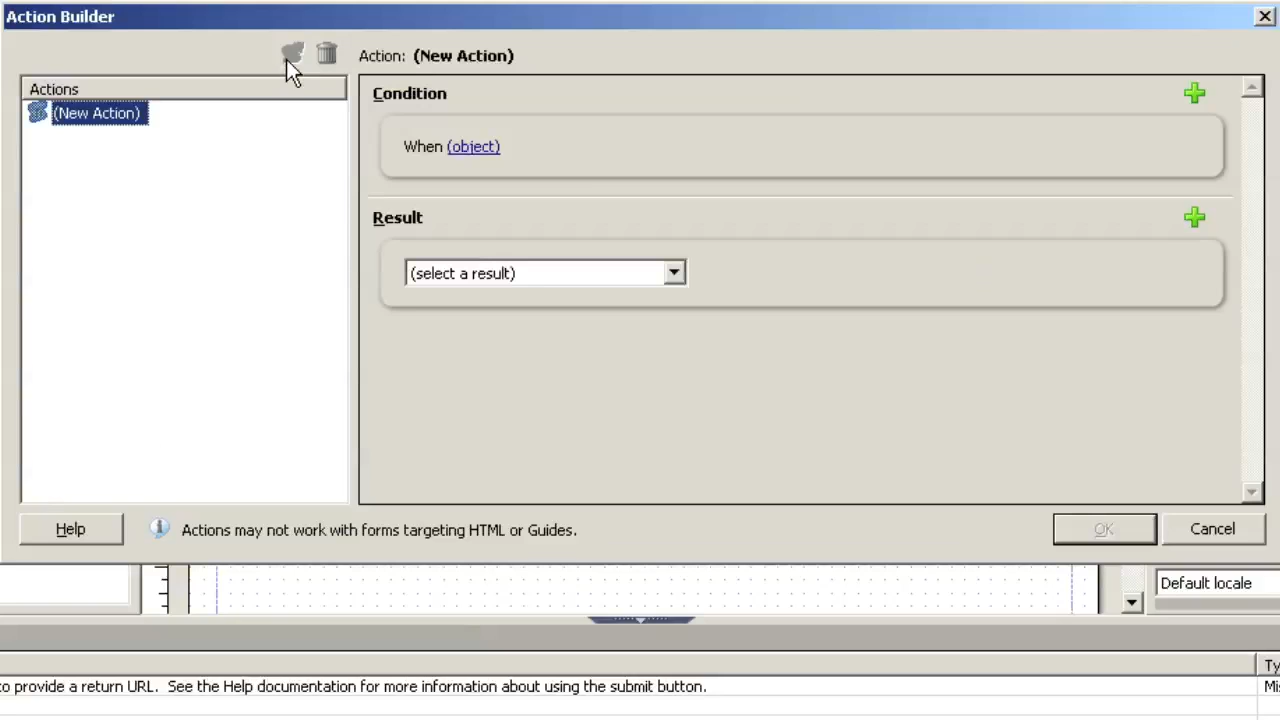 Action Builder
Action: (New Action)
Actions
(New Action)
Condition
When (object)
Result
(select a result)
Help
Actions may not work with forms targeting HTML or Guides.
OK
Cancel
Default locale
Ty
to provide a return URL. See the Help documentation for more information about using the submit button.
Mis